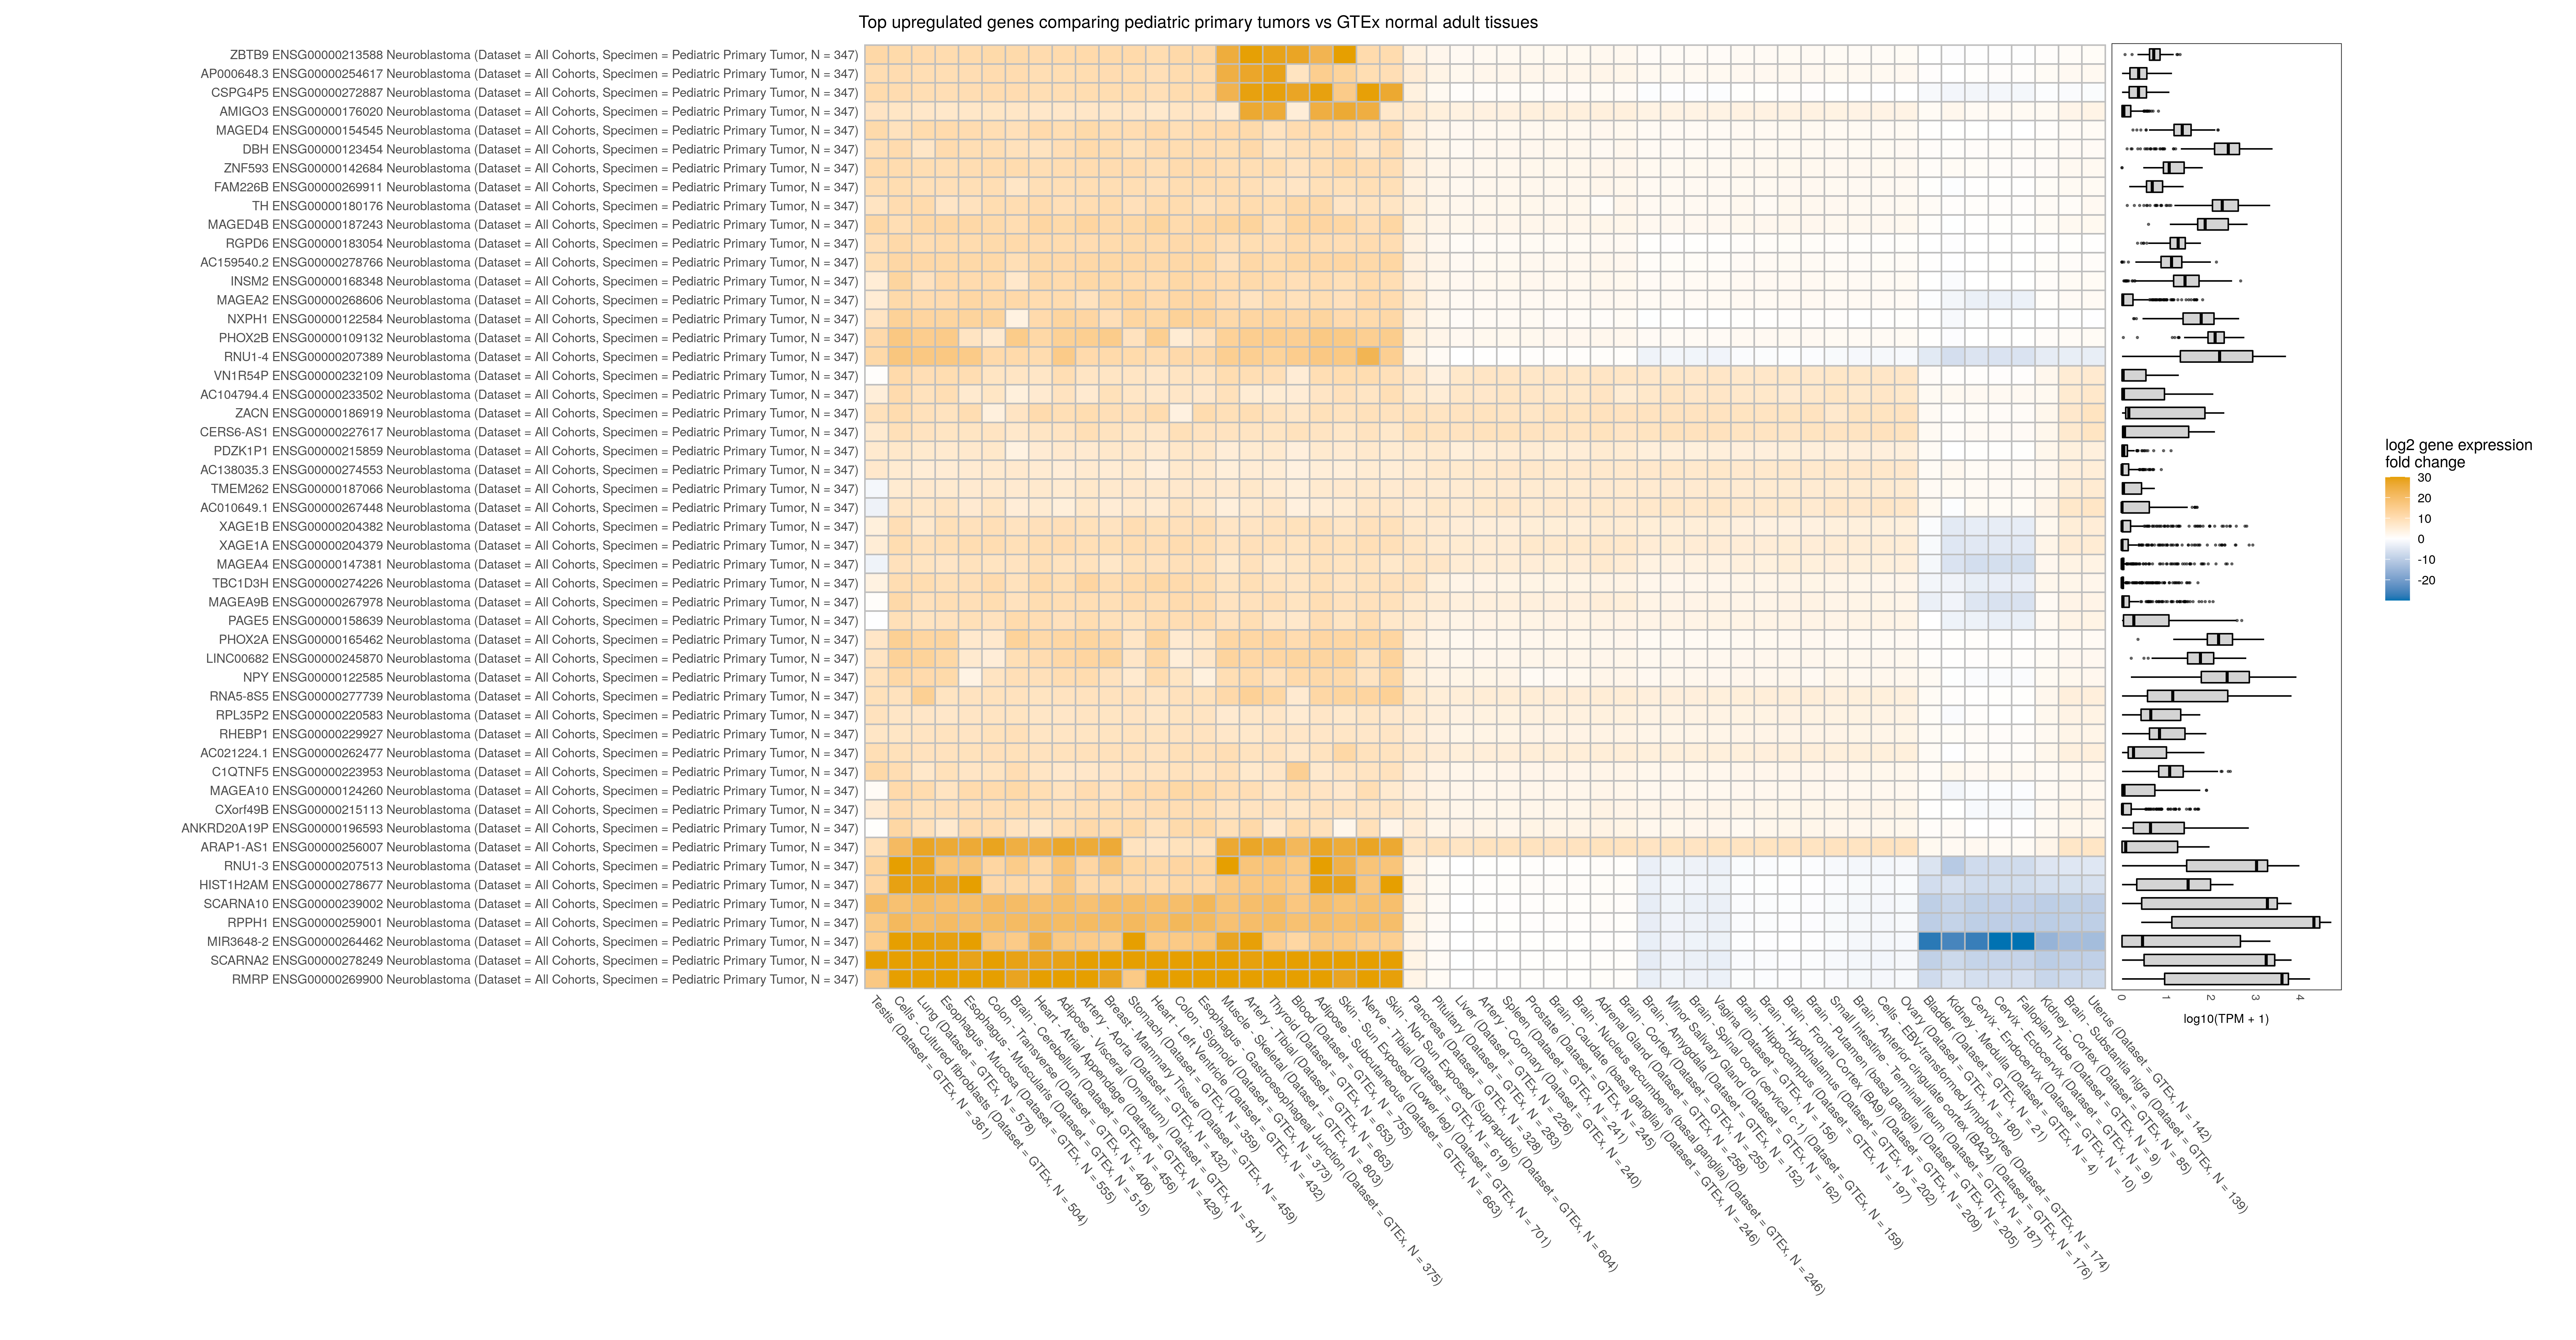 Top upregulated genes comparing pediatric primary tumors vs GTEx normal adult tissues
ZBTB9 ENSG00000213588 Neuroblastoma (Dataset = All Cohorts, Specimen = Pediatric Primary Tumor, N = 347)
AP000648.3 ENSG00000254617 Neuroblastoma (Dataset = All Cohorts, Specimen = Pediatric Primary Tumor, N = 347)
CSPG4P5 ENSG00000272887 Neuroblastoma (Dataset = All Cohorts, Specimen = Pediatric Primary Tumor, N = 347)
AMIGO3 ENSG00000176020 Neuroblastoma (Dataset = All Cohorts, Specimen = Pediatric Primary Tumor, N = 347)
MAGED4 ENSG00000154545 Neuroblastoma (Dataset = All Cohorts, Specimen = Pediatric Primary Tumor, N = 347)
DBH ENSG00000123454 Neuroblastoma (Dataset = All Cohorts, Specimen = Pediatric Primary Tumor, N = 347)
ZNF593 ENSG00000142684 Neuroblastoma (Dataset = All Cohorts, Specimen = Pediatric Primary Tumor, N = 347)
FAM226B ENSG00000269911 Neuroblastoma (Dataset = All Cohorts, Specimen = Pediatric Primary Tumor, N = 347)
TH ENSG00000180176 Neuroblastoma (Dataset = All Cohorts, Specimen = Pediatric Primary Tumor, N = 347)
MAGED4B ENSG00000187243 Neuroblastoma (Dataset = All Cohorts, Specimen = Pediatric Primary Tumor, N = 347)
RGPD6 ENSG00000183054 Neuroblastoma (Dataset = All Cohorts, Specimen = Pediatric Primary Tumor, N = 347)
AC159540.2 ENSG00000278766 Neuroblastoma (Dataset = All Cohorts, Specimen = Pediatric Primary Tumor, N = 347)
INSM2 ENSG00000168348 Neuroblastoma (Dataset = All Cohorts, Specimen = Pediatric Primary Tumor, N = 347)
MAGEA2 ENSG00000268606 Neuroblastoma (Dataset = All Cohorts, Specimen = Pediatric Primary Tumor, N = 347)
NXPH1 ENSG00000122584 Neuroblastoma (Dataset = All Cohorts, Specimen = Pediatric Primary Tumor, N = 347)
PHOX2B ENSG00000109132 Neuroblastoma (Dataset = All Cohorts, Specimen = Pediatric Primary Tumor, N = 347)
RNU1-4 ENSG00000207389 Neuroblastoma (Dataset = All Cohorts, Specimen = Pediatric Primary Tumor, N = 347)
VN1R54P ENSG00000232109 Neuroblastoma (Dataset = All Cohorts, Specimen = Pediatric Primary Tumor, N = 347)
AC104794.4 ENSG00000233502 Neuroblastoma (Dataset = All Cohorts, Specimen = Pediatric Primary Tumor, N = 347)
ZACN ENSG00000186919 Neuroblastoma (Dataset = All Cohorts, Specimen = Pediatric Primary Tumor, N = 347)
CERS6-AS1 ENSG00000227617 Neuroblastoma (Dataset = All Cohorts, Specimen = Pediatric Primary Tumor, N = 347)
PDZK1P1 ENSG00000215859 Neuroblastoma (Dataset = All Cohorts, Specimen = Pediatric Primary Tumor, N = 347)
AC138035.3 ENSG00000274553 Neuroblastoma (Dataset = All Cohorts, Specimen = Pediatric Primary Tumor, N = 347)
TMEM262 ENSG00000187066 Neuroblastoma (Dataset = All Cohorts, Specimen = Pediatric Primary Tumor, N = 347)
AC010649.1 ENSG00000267448 Neuroblastoma (Dataset = All Cohorts, Specimen = Pediatric Primary Tumor, N = 347)
XAGE1B ENSG00000204382 Neuroblastoma (Dataset = All Cohorts, Specimen = Pediatric Primary Tumor, N = 347)
XAGE1A ENSG00000204379 Neuroblastoma (Dataset = All Cohorts, Specimen = Pediatric Primary Tumor, N = 347)
MAGEA4 ENSG00000147381 Neuroblastoma (Dataset = All Cohorts, Specimen = Pediatric Primary Tumor, N = 347)
TBC1D3H ENSG00000274226 Neuroblastoma (Dataset = All Cohorts, Specimen = Pediatric Primary Tumor, N = 347)
MAGEA9B ENSG00000267978 Neuroblastoma (Dataset = All Cohorts, Specimen = Pediatric Primary Tumor, N = 347)
PAGE5 ENSG00000158639 Neuroblastoma (Dataset = All Cohorts, Specimen = Pediatric Primary Tumor, N = 347)
PHOX2A ENSG00000165462 Neuroblastoma (Dataset = All Cohorts, Specimen = Pediatric Primary Tumor, N = 347)
LINC00682 ENSG00000245870 Neuroblastoma (Dataset = All Cohorts, Specimen = Pediatric Primary Tumor, N = 347)
NPY ENSG00000122585 Neuroblastoma (Dataset = All Cohorts, Specimen = Pediatric Primary Tumor, N = 347)
RNA5-8S5 ENSG00000277739 Neuroblastoma (Dataset = All Cohorts, Specimen = Pediatric Primary Tumor, N = 347)
RPL35P2 ENSG00000220583 Neuroblastoma (Dataset = All Cohorts, Specimen = Pediatric Primary Tumor, N = 347)
RHEBP1 ENSG00000229927 Neuroblastoma (Dataset = All Cohorts, Specimen = Pediatric Primary Tumor, N = 347)
AC021224.1 ENSG00000262477 Neuroblastoma (Dataset = All Cohorts, Specimen = Pediatric Primary Tumor, N = 347)
C1QTNF5 ENSG00000223953 Neuroblastoma (Dataset = All Cohorts, Specimen = Pediatric Primary Tumor, N = 347)
MAGEA10 ENSG00000124260 Neuroblastoma (Dataset = All Cohorts, Specimen = Pediatric Primary Tumor, N = 347)
CXorf49B ENSG00000215113 Neuroblastoma (Dataset = All Cohorts, Specimen = Pediatric Primary Tumor, N = 347)
ANKRD20A19P ENSG00000196593 Neuroblastoma (Dataset = All Cohorts, Specimen = Pediatric Primary Tumor, N = 347)
ARAP1-AS1 ENSG00000256007 Neuroblastoma (Dataset = All Cohorts, Specimen = Pediatric Primary Tumor, N = 347)
RNU1-3 ENSG00000207513 Neuroblastoma (Dataset = All Cohorts, Specimen = Pediatric Primary Tumor, N = 347)
HIST1H2AM ENSG00000278677 Neuroblastoma (Dataset = All Cohorts, Specimen = Pediatric Primary Tumor, N = 347)
SCARNA10 ENSG00000239002 Neuroblastoma (Dataset = All Cohorts, Specimen = Pediatric Primary Tumor, N = 347)
RPPH1 ENSG00000259001 Neuroblastoma (Dataset = All Cohorts, Specimen = Pediatric Primary Tumor, N = 347)
MIR3648-2 ENSG00000264462 Neuroblastoma (Dataset = All Cohorts, Specimen = Pediatric Primary Tumor, N = 347)
SCARNA2 ENSG00000278249 Neuroblastoma (Dataset = All Cohorts, Specimen = Pediatric Primary Tumor, N = 347)
RMRP ENSG00000269900 Neuroblastoma (Dataset = All Cohorts, Specimen = Pediatric Primary Tumor, N = 347)
Testis (Dataset = GTEx, N = 361)
Cells - Cultured fibroblasts (Dataset = GTEx, N = 504)
Lung (Dataset = GTEx, N = 578)
Esophagus - Mucosa (Dataset = GTEx, N = 555)
Esophagus - Muscularis (Dataset = GTEx, N = 515)
Colon - Transverse (Dataset = GTEx, N = 406)
Brain - Cerebellum (Dataset = GTEx, N = 456)
Heart - Atrial Appendage (Dataset = GTEx, N = 429)
Adipose - Visceral (Omentum) (Dataset = GTEx, N = 541)
Artery - Aorta (Dataset = GTEx, N = 432)
Breast - Mammary Tissue (Dataset = GTEx, N = 459)
Stomach (Dataset = GTEx, N = 359)
Heart - Left Ventricle (Dataset = GTEx, N = 432)
Colon - Sigmoid (Dataset = GTEx, N = 373)
Esophagus - Gastroesophageal Junction (Dataset = GTEx, N = 375)
Muscle - Skeletal (Dataset = GTEx, N = 803)
Artery - Tibial (Dataset = GTEx, N = 663)
Thyroid (Dataset = GTEx, N = 653)
Blood (Dataset = GTEx, N = 755)
Adipose - Subcutaneous (Dataset = GTEx, N = 663)
Skin - Sun Exposed (Lower leg) (Dataset = GTEx, N = 701)
Nerve - Tibial (Dataset = GTEx, N = 619)
Skin - Not Sun Exposed (Suprapubic) (Dataset = GTEx, N = 604)
Pancreas (Dataset = GTEx, N = 328)
Pituitary (Dataset = GTEx, N = 283)
Liver (Dataset = GTEx, N = 226)
Artery - Coronary (Dataset = GTEx, N = 240)
Spleen (Dataset = GTEx, N = 241)
Prostate (Dataset = GTEx, N = 245)
Brain - Caudate (basal ganglia) (Dataset = GTEx, N = 246)
Brain - Nucleus accumbens (basal ganglia) (Dataset = GTEx, N = 246)
Adrenal Gland (Dataset = GTEx, N = 258)
Brain - Cortex (Dataset = GTEx, N = 255)
Brain - Amygdala (Dataset = GTEx, N = 152)
Minor Salivary Gland (Dataset = GTEx, N = 162)
Brain - Spinal cord (cervical c-1) (Dataset = GTEx, N = 159)
Vagina (Dataset = GTEx, N = 156)
Brain - Hippocampus (Dataset = GTEx, N = 197)
Brain - Hypothalamus (Dataset = GTEx, N = 202)
Brain - Frontal Cortex (BA9) (Dataset = GTEx, N = 209)
Brain - Putamen (basal ganglia) (Dataset = GTEx, N = 205)
Small Intestine - Terminal Ileum (Dataset = GTEx, N = 187)
Brain - Anterior cingulate cortex (BA24) (Dataset = GTEx, N = 176)
Cells - EBV-transformed lymphocytes (Dataset = GTEx, N = 174)
Ovary (Dataset = GTEx, N = 180)
Bladder (Dataset = GTEx, N = 21)
Kidney - Medulla (Dataset = GTEx, N = 4)
Cervix - Endocervix (Dataset = GTEx, N = 10)
Cervix - Ectocervix (Dataset = GTEx, N = 9)
Fallopian Tube (Dataset = GTEx, N = 9)
Kidney - Cortex (Dataset = GTEx, N = 85)
Brain - Substantia nigra (Dataset = GTEx, N = 139)
Uterus (Dataset = GTEx, N = 142)
0 1 2 3 4
log10(TPM + 1)
log2 gene expression
fold change
30
20
10
0
-10
-20